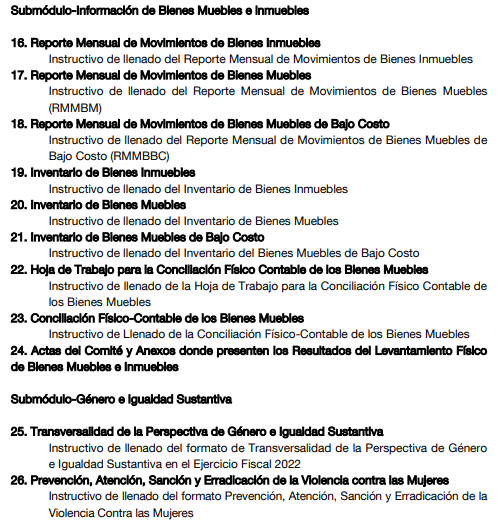 Submódulo-Información de Bienes Muebles e Inmuebles
16. Reporte Mensual de Movimientos de Bienes Inmuebles
Instructivo de llenado del Reporte Mensual de Movimientos de Bienes Inmuebles
17. Reporte Mensual de Movimientos de Bienes Muebles
Instructivo de llenado del Reporte Mensual de Movimientos de Bienes Muebles
(RMMBM)
18. Reporte Mensual de Movimientos de Bienes Muebles de Bajo Costo
Instructivo de llenado del Reporte Mensual de Movimientos de Bienes Muebles de
Bajo Costo (RMMBBC)
19. Inventario de Bienes Inmuebles
Instructivo de llenado del Inventario de Bienes Inmuebles
20. Inventario de Bienes Muebles
Instructivo de llenado del Inventario de Bienes Muebles
21. Inventario de Bienes Muebles de Bajo Costo
Instructivo de llenado del Inventario del Bienes Muebles de Bajo Costo
22. Hoja de Trabajo para la Conciliación Físico Contable de los Bienes Muebles
Instructivo de llenado de la Hoja de Trabajo para la Conciliación Físico Contable de
los Bienes Muebles
23. Conciliación Físico-Contable de los Bienes Muebles
Instructivo de Llenado de la Conciliación Físico-Contable de los Bienes Muebles
24. Actas del Comité y Anexos donde presenten los Resultados del Levantamiento Físico
de Bienes Muebles e Inmuebles
Submódulo-Género e Igualdad Sustantiva
25. Transversalidad de la Perspectiva de Género e Igualdad Sustantiva
Instructivo de llenado del formato de Transversalidad de la Perspectiva de Género
e Igualdad Sustantiva en el Ejercicio Fiscal 2022
26. Prevención, Atención, Sanción y Erradicación de la Violencia contra las Mujeres
Instructivo de llenado del formato Prevención, Atención, Sanción y Erradicación de la
Violencia Contra las Mujeres